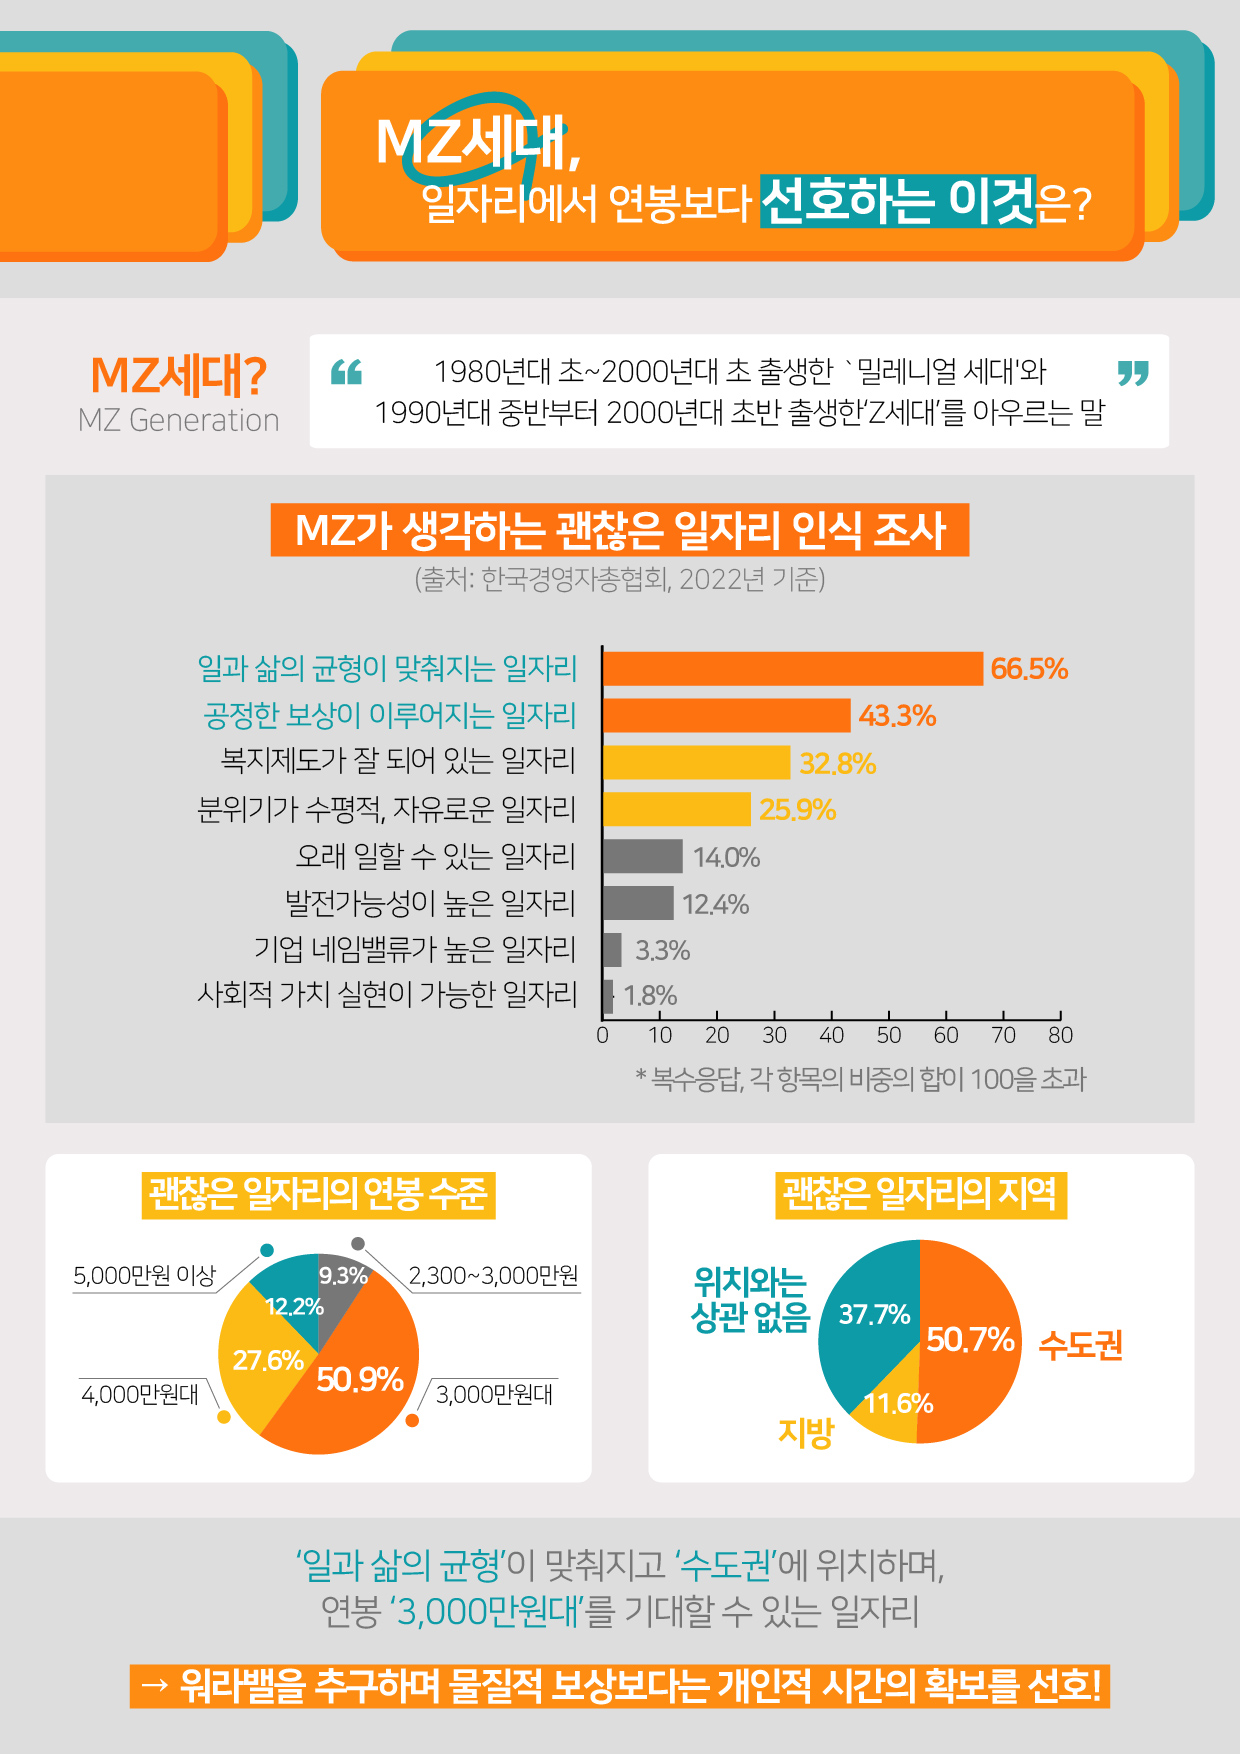 MZ세대,
일자리에서 연봉보다 선호하는 이것은?
MZ세대?
MZ Generation
“ 1980년대 초~2000년대 초 출생한 `밀레니얼 세대'와 ”
1990년대 중반부터 2000년대 초반 출생한‘Z세대’를 아우르는 말
MZ가 생각하는 괜찮은 일자리 인식 조사
(출처: 한국경영자총협회, 2022년 기준)
일과 삶의 균형이 맞춰지는 일자리 66.5%
공정한 보상이 이루어지는 일자리 43.3%
복지제도가 잘 되어 있는 일자리 32.8%
분위기가 수평적, 자유로운 일자리 25.9%
오래 일할 수 있는 일자리 14.0%
발전가능성이 높은 일자리 12.4%
기업 네임밸류가 높은 일자리 3.3%
사회적 가치 실현이 가능한 일자리 1.8%
0 10 20 30 40 50 60 70 80
* 복수응답, 각 항목의 비중의 합이 100을 초과
괜찮은 일자리의 연봉 수준
5,000만원 이상
12.2%
9.3%
2,300~3,000만원
27.6%
50.9%
4,000만원대
3,000만원대
괜찮은 일자리의 지역
위치와는
상관 없음
37.7%
50.7%
수도권
11.6%
지방
‘일과 삶의 균형’이 맞춰지고 ‘수도권’에 위치하며,
연봉 ‘3,000만원대’를 기대할 수 있는 일자리
→ 워라밸을 추구하며 물질적 보상보다는 개인적 시간의 확보를 선호!